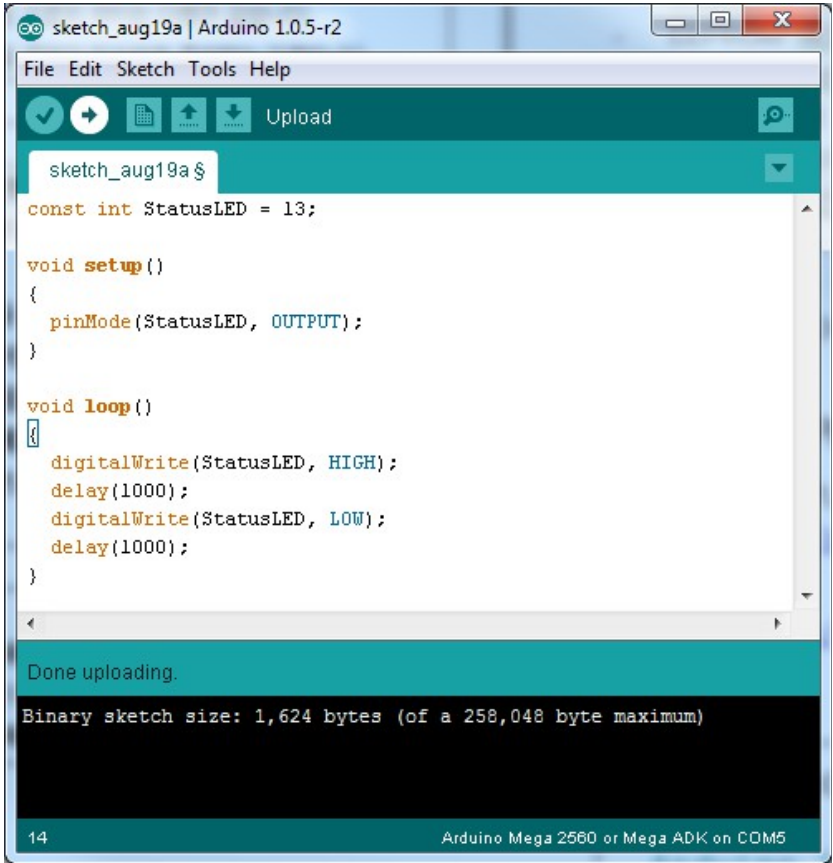 sketch_aug19a | Arduino 1.0.5-r2
File Edit Sketch Tools Help
Upload
sketch_aug19a §
const int StatusLED = 13;
void setup()
{
  pinMode(StatusLED, OUTPUT);
}
void loop()
{
  digitalWrite(StatusLED, HIGH);
  delay(1000);
  digitalWrite(StatusLED, LOW);
  delay(1000);
}
Done uploading.
Binary sketch size: 1,624 bytes (of a 258,048 byte maximum)
14 Arduino Mega 2560 or Mega ADK on COM5